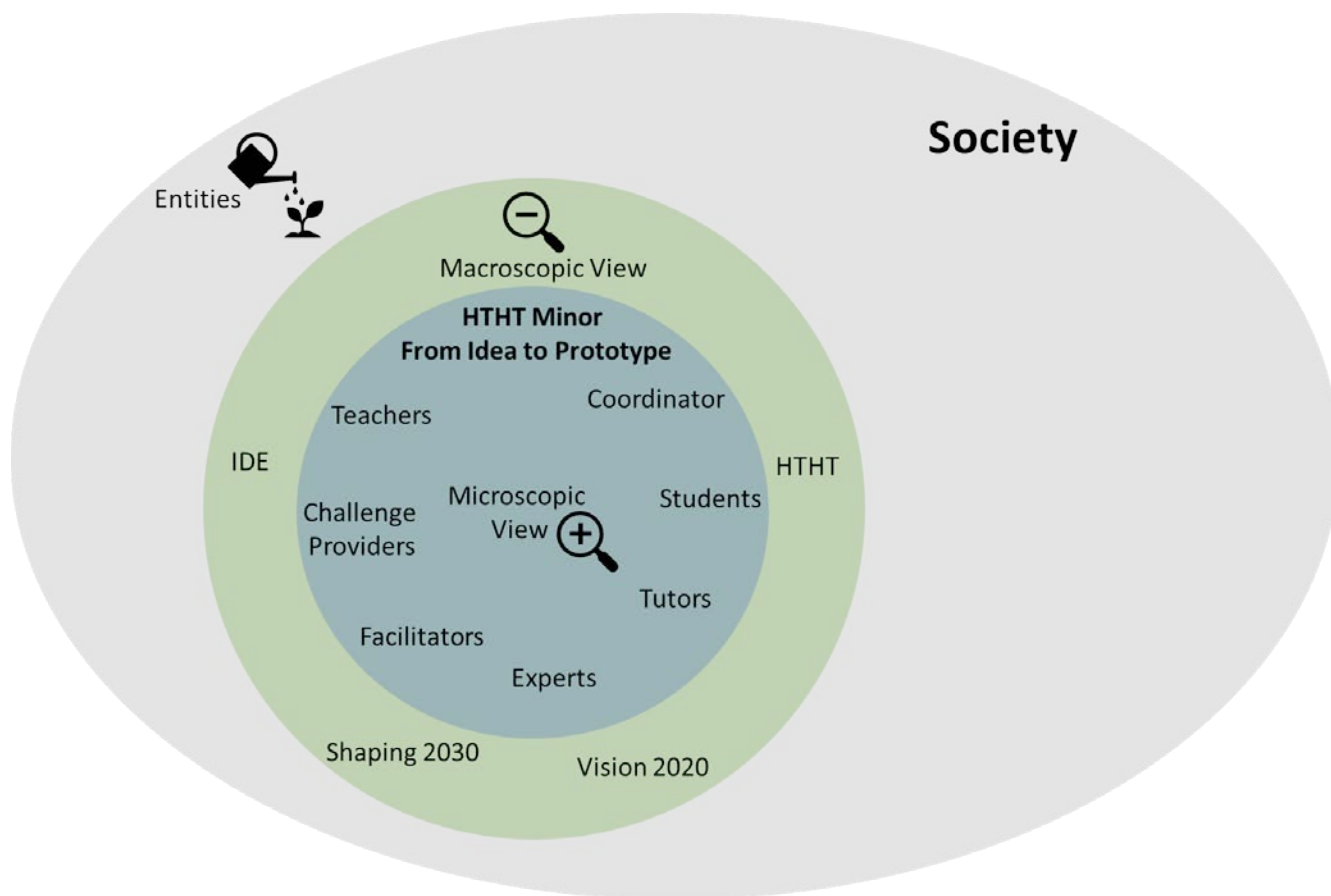 Society
Entities
Macroscopic View
HTHT Minor
From Idea to Prototype
Coordinator
Teachers
IDE
HTHT
Microscopic
View
Students
Challenge
Providers
Tutors
Facilitators
Experts
Shaping 2030
Vision 2020